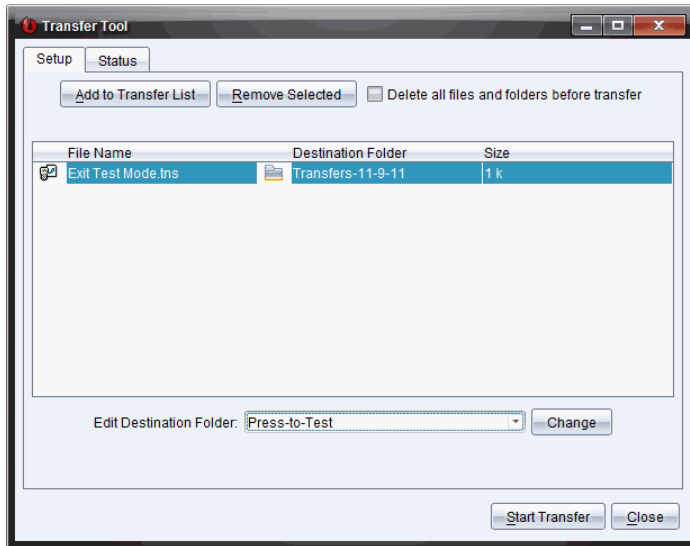 Transfer Tool
Setup Status
Add to Transfer List Remove Selected Delete all files and folders before transfer
File Name Destination Folder Size
Exit Test Mode.tns Transfers-11-9-11 1 k
Edit Destination Folder: Press-to-Test Change
Start Transfer Close